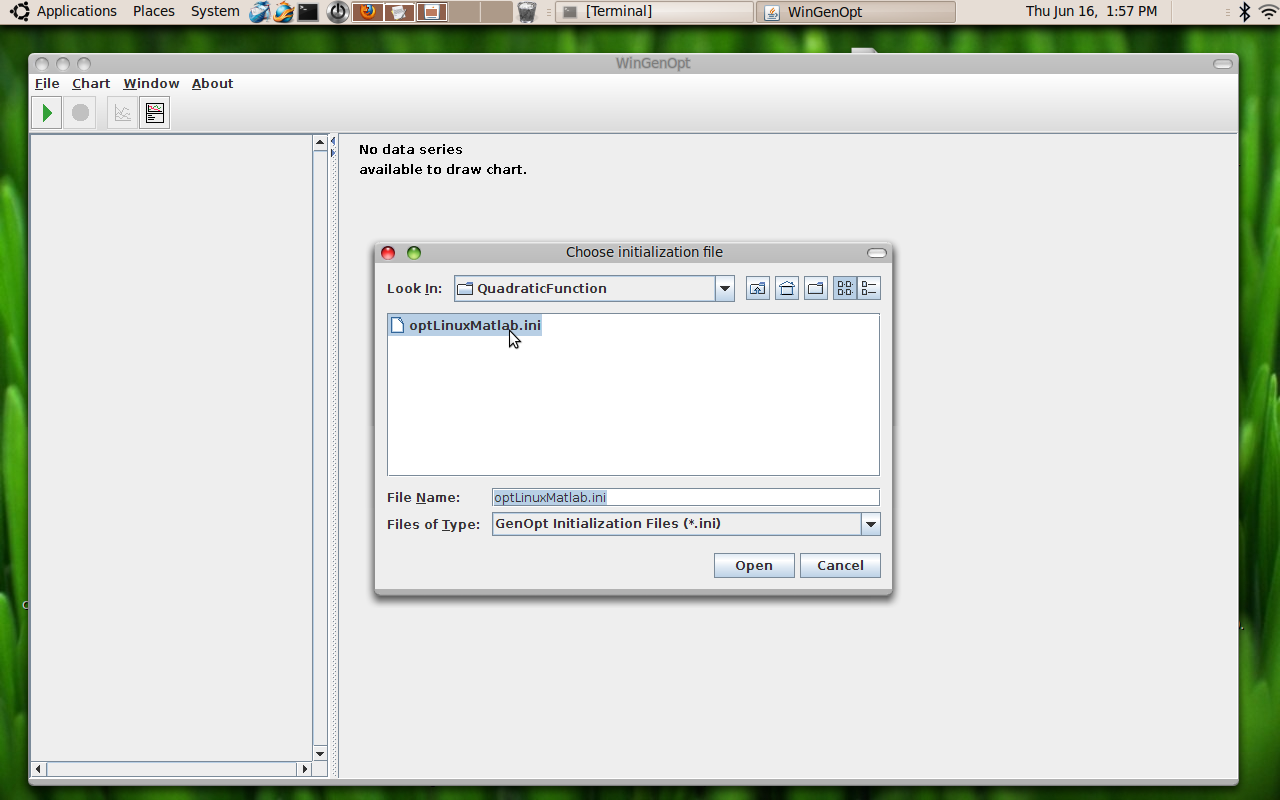 Applications Places System [Terminal] WinGenOpt Thu Jun 16, 1:57 PM
WinGenOpt
File Chart Window About
No data series
available to draw chart.
Choose initialization file
Look In: QuadraticFunction
optLinuxMatlab.ini
File Name: optLinuxMatlab.ini
Files of Type: GenOpt Initialization Files (*.ini)
Open Cancel